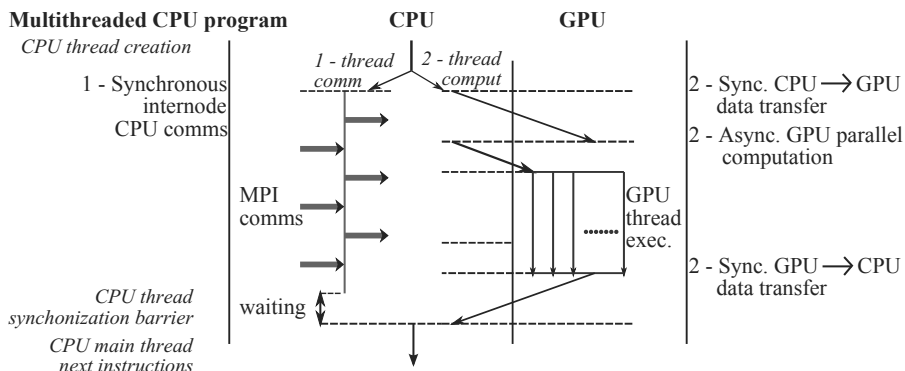 Multithreaded CPU program CPU GPU
CPU thread creation
1 - thread
comm
2 - thread
comput
1 - Synchronous
internode
CPU comms
2 - Sync. CPU → GPU
data transfer
2 - Async. GPU parallel
computation
MPI
comms
GPU
thread
exec.
2 - Sync. GPU → CPU
data transfer
CPU thread
synchonization barrier
waiting
CPU main thread
next instructions